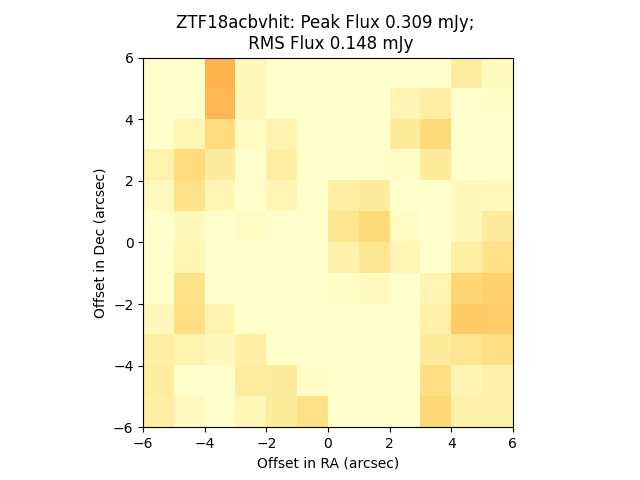 ZTF18acbvhit: Peak Flux 0.309 mJy;
RMS Flux 0.148 mJy
6
4
2
0
−2
−4
−6
Offset in Dec (arcsec)
−6 −4 −2 0 2 4 6
Offset in RA (arcsec)